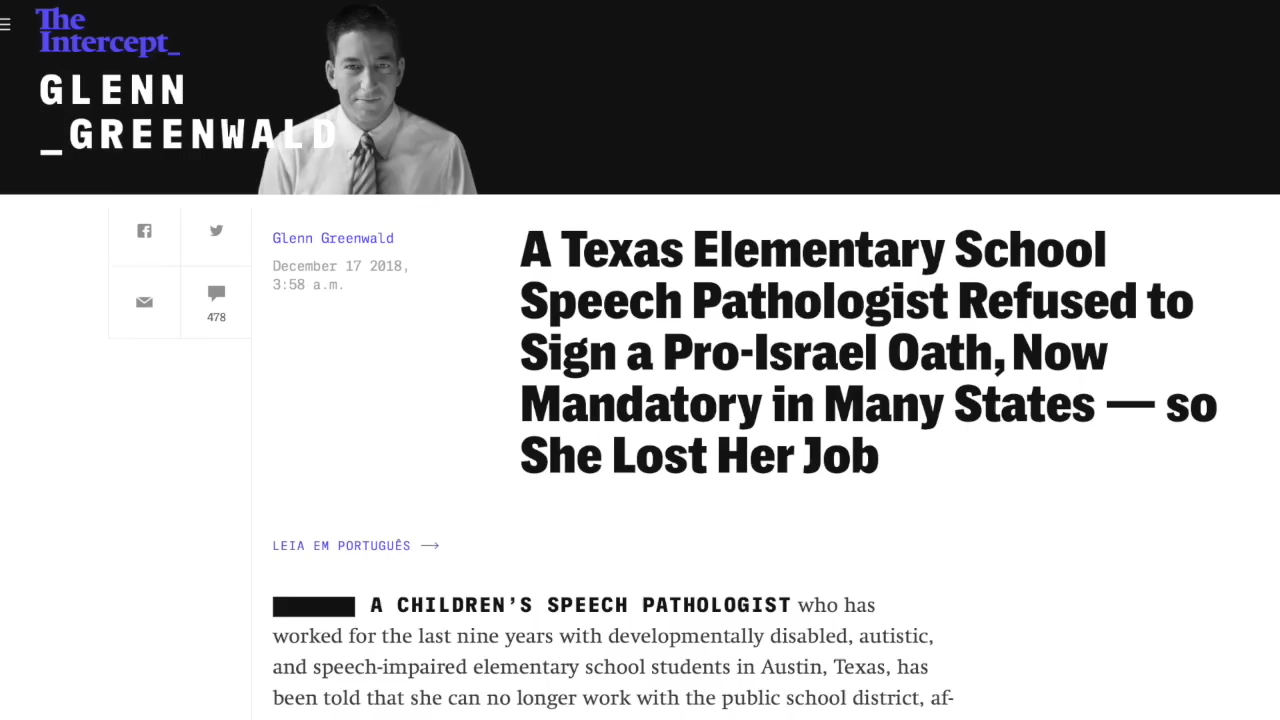 The
Intercept_
GLENN
_GREENWALD
Glenn Greenwald
December 17 2018,
3:58 a.m.
478
A Texas Elementary School
Speech Pathologist Refused to
Sign a Pro-Israel Oath, Now
Mandatory in Many States — so
She Lost Her Job
LEIA EM PORTUGUÊS ⟶
A CHILDREN’S SPEECH PATHOLOGIST who has
worked for the last nine years with developmentally disabled, autistic,
and speech-impaired elementary school students in Austin, Texas, has
been told that she can no longer work with the public school district, af-